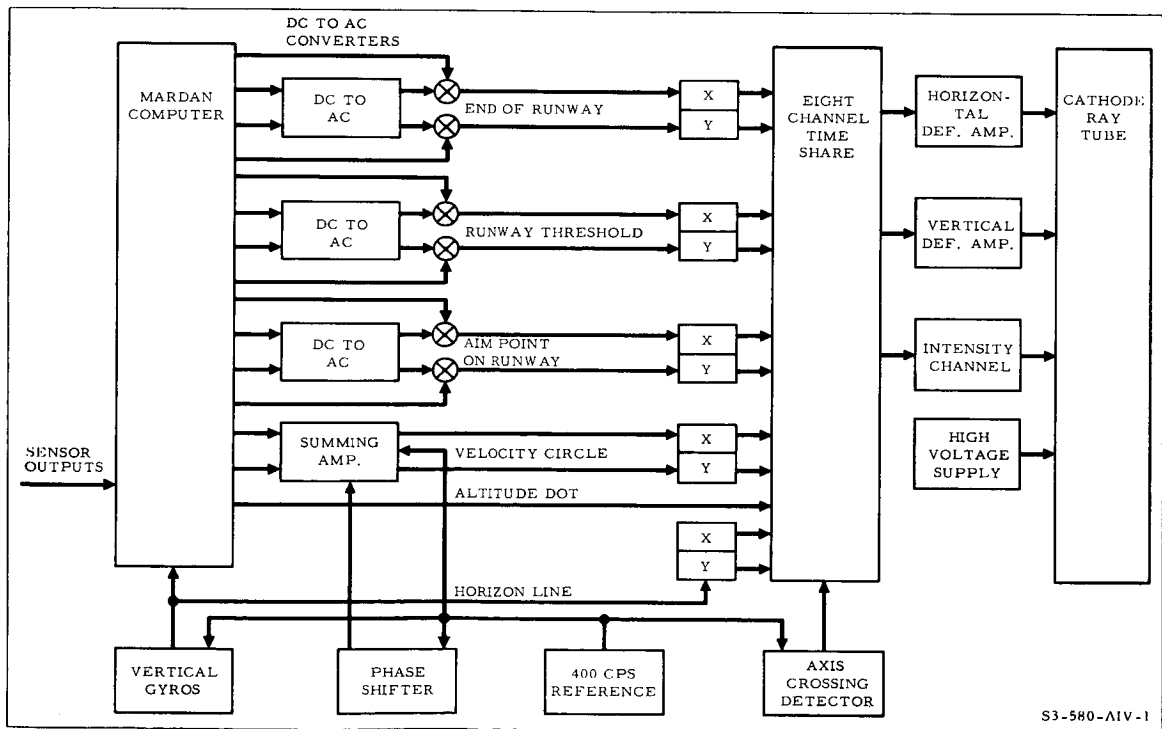 DC TO AC
CONVERTERS
MARDAN
COMPUTER
DC TO
AC
END OF RUNWAY
X
Y
EIGHT
CHANNEL
TIME
SHARE
HORIZON-
TAL
DEF. AMP.
CATHODE
RAY
TUBE
DC TO
AC
RUNWAY THRESHOLD
X
Y
VERTICAL
DEF. AMP.
DC TO
AC
AIM POINT
ON RUNWAY
X
Y
INTENSITY
CHANNEL
SENSOR
OUTPUTS
SUMMING
AMP.
VELOCITY CIRCLE
X
Y
HIGH
VOLTAGE
SUPPLY
ALTITUDE DOT
X
Y
HORIZON LINE
VERTICAL
GYROS
PHASE
SHIFTER
400 CPS
REFERENCE
AXIS
CROSSING
DETECTOR
S3-580-AIV-1